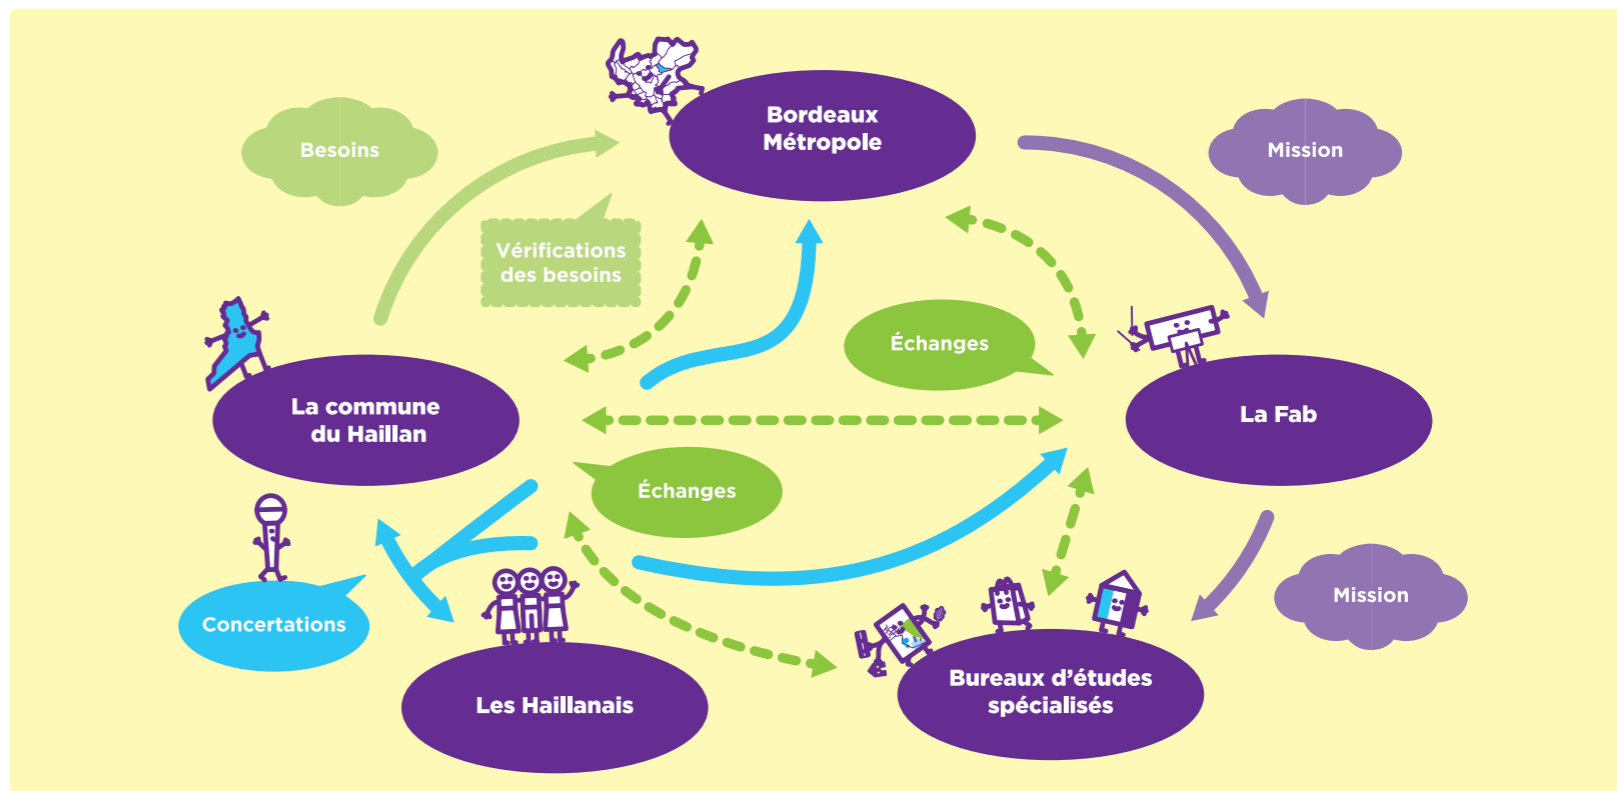 Bordeaux
Métropole
Besoins
Mission
Vérifications
des besoins
Échanges
La commune
du Haillan
La Fab
Échanges
Concertations
Mission
Les Haillanais
Bureaux d’études
spécialisés